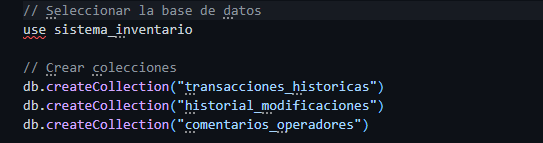 // Seleccionar la base de datos
use sistema_inventario
// Crear colecciones
db.createCollection("transacciones_historicas")
db.createCollection("historial_modificaciones")
db.createCollection("comentarios_operadores")